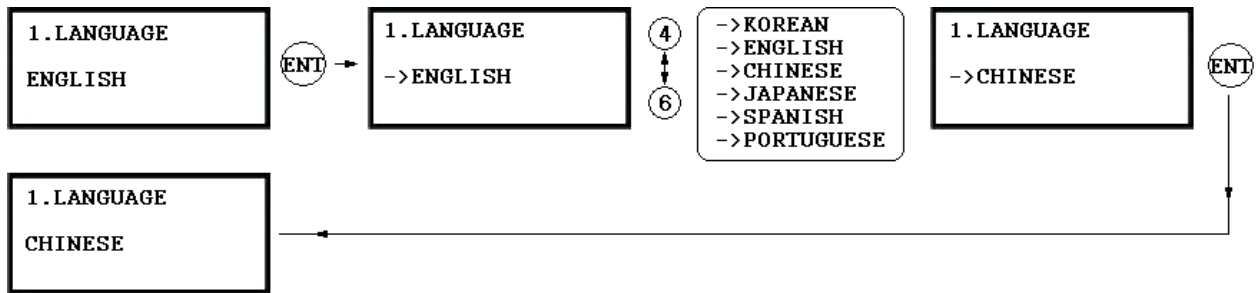 1.LANGUAGE
ENGLISH
ENT
1.LANGUAGE
->ENGLISH
4
6
->KOREAN
->ENGLISH
->CHINESE
->JAPANESE
->SPANISH
->PORTUGUESE
1.LANGUAGE
->CHINESE
ENT
1.LANGUAGE
CHINESE